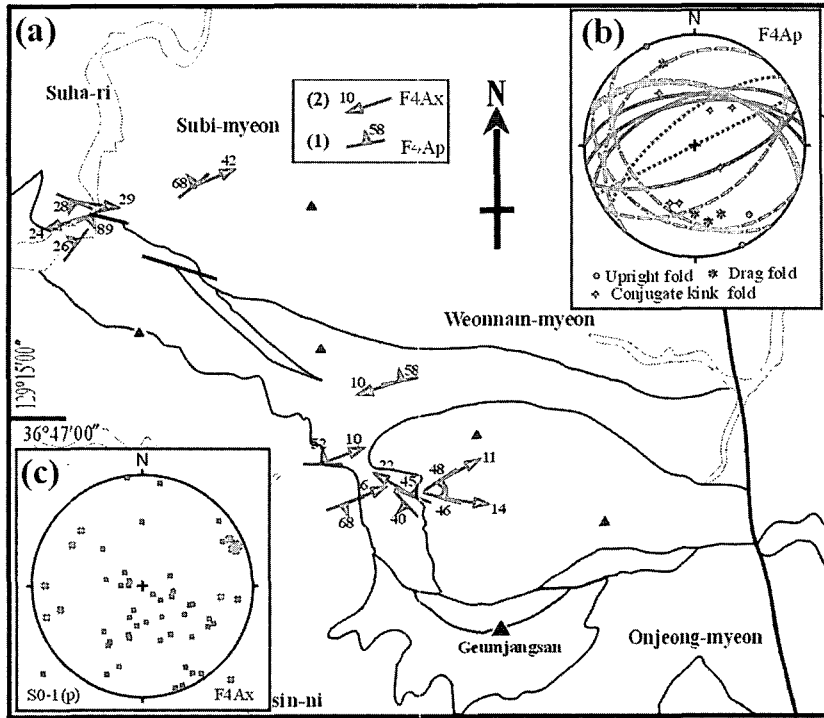 (a)
(b)
F4Ap
Suha-ri
Subi-myeon
(2) 10 F4Ax
(1) 58 F4Ap
N
N
42
68
28
29
24
89
26
Upright fold
Drag fold
Conjugate kink fold
Weonnam-myeon
129°15′00″
36°47′00″
58
10
52
10
22
6
45
48
11
68
40
46
14
(c)
N
S0-1(p)
F4Ax
sin-ni
Geumjangsan
Onjeong-myeon